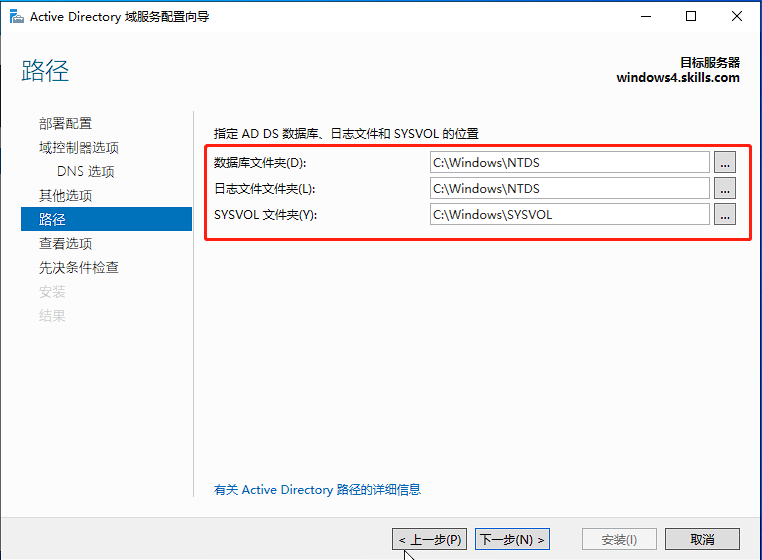 Active Directory 域服务配置向导
路径
目标服务器
windows4.skills.com
部署配置
域控制器选项
DNS 选项
其他选项
路径
查看选项
先决条件检查
安装
结果
指定 AD DS 数据库、日志文件和 SYSVOL 的位置
数据库文件夹(D): C:\Windows\NTDS ...
日志文件文件夹(L): C:\Windows\NTDS ...
SYSVOL 文件夹(Y): C:\Windows\SYSVOL ...
有关 Active Directory 路径的详细信息
< 上一步(P) 下一步(N) > 安装(I) 取消